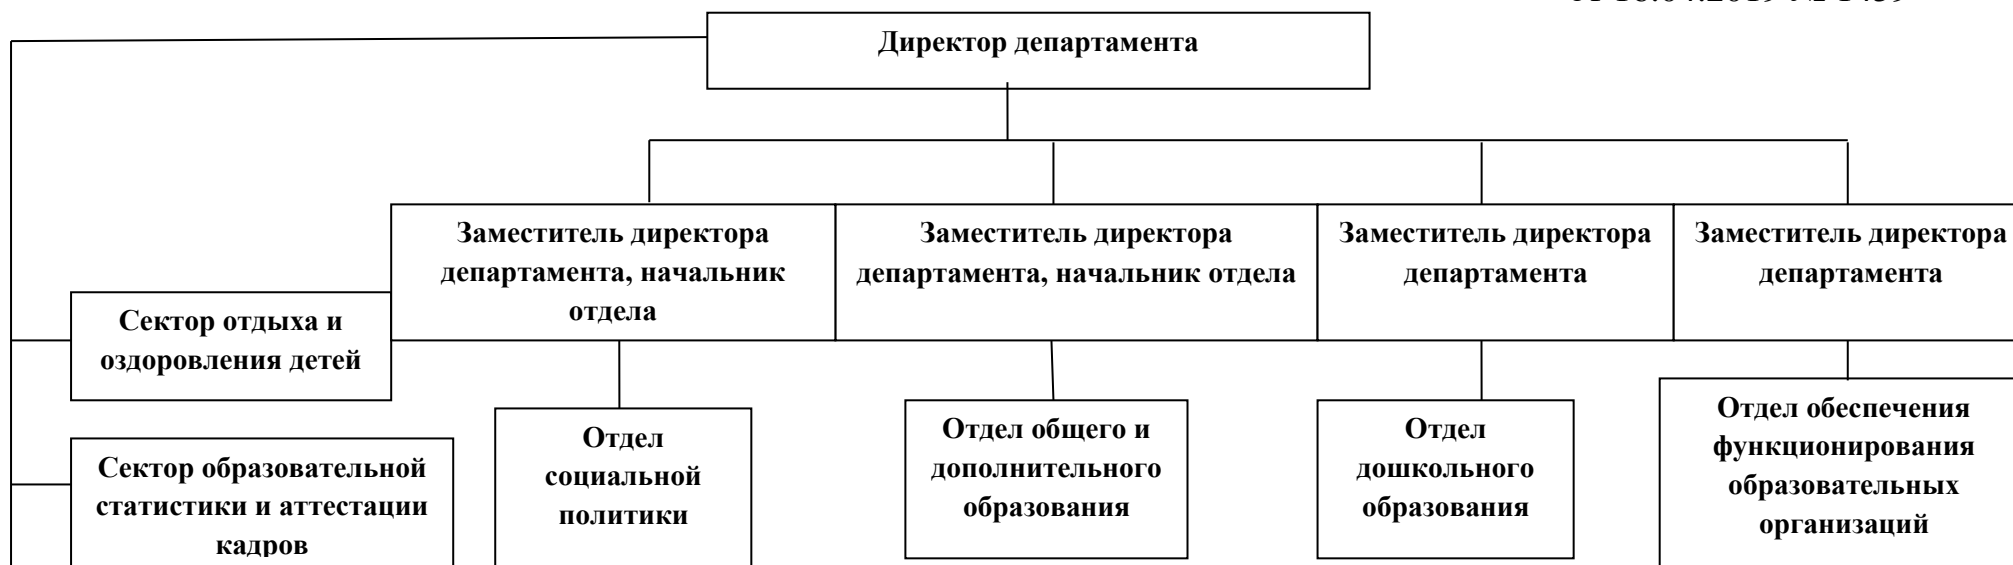 Директор департамента
Заместитель директора
департамента, начальник
отдела
Заместитель директора
департамента, начальник отдела
Заместитель директора
департамента
Заместитель директора
департамента
Сектор отдыха и
оздоровления детей
Сектор образовательной
статистики и аттестации
кадров
Отдел
социальной
политики
Отдел общего и
дополнительного
образования
Отдел
дошкольного
образования
Отдел обеспечения
функционирования
образовательных
организаций